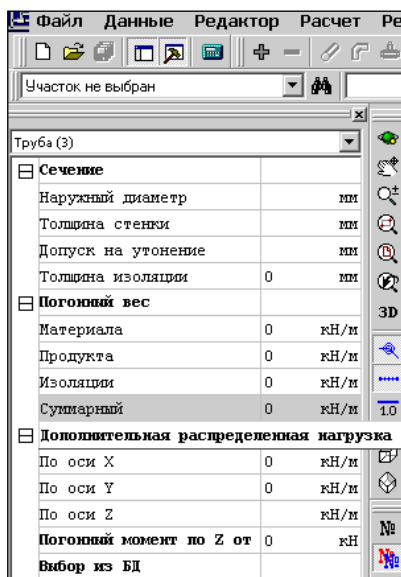 Файл Данные Редактор Расчет Ре
Участок не выбран
Труба (3)
Сечение
Наружный диаметр мм
Толщина стенки мм
Допуск на утонение мм
Толщина изоляции 0 мм
Погонный вес
3D
Материала 0 кН/м
Продукта 0 кН/м
Изоляции 0 кН/м
Суммарный 0 кН/м
1.0
Дополнительная распределенная нагрузка
По оси X 0 кН/м
По оси Y 0 кН/м
По оси Z кН/м
Погонный момент по Z от 0 кН
№
Выбор из БД
№